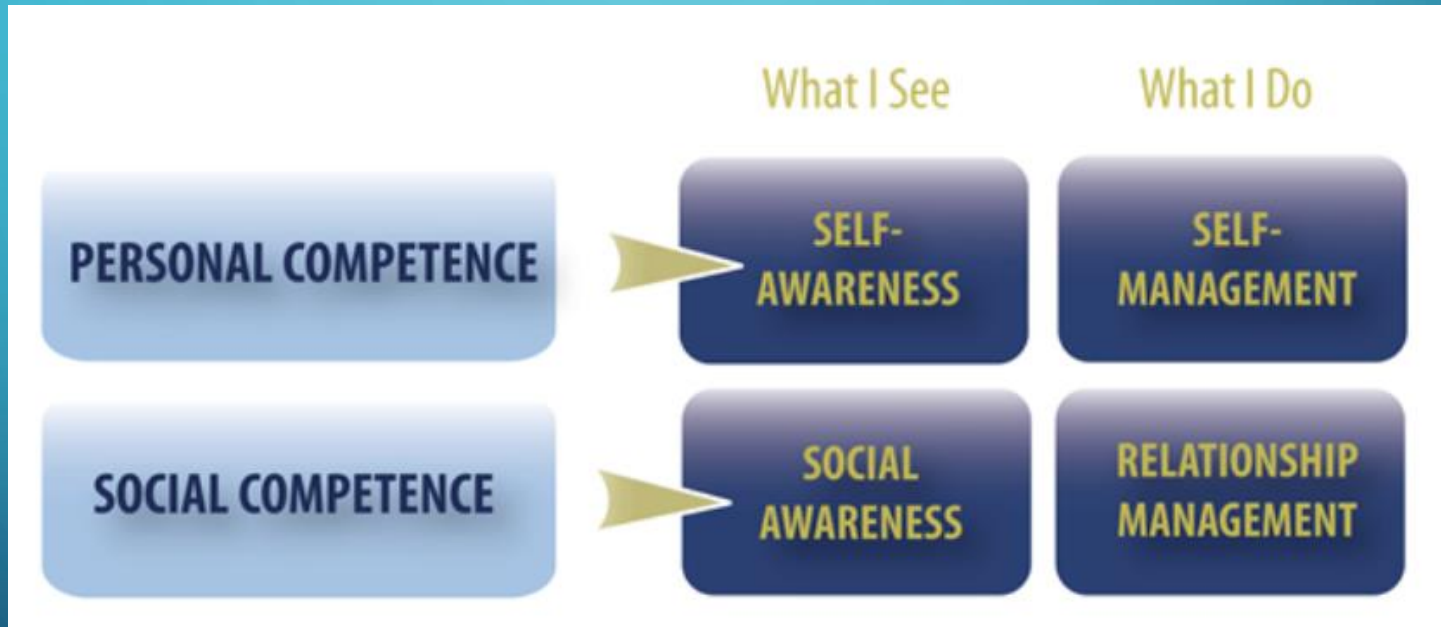 What I See
What I Do
PERSONAL COMPETENCE
SELF-
AWARENESS
SELF-
MANAGEMENT
SOCIAL COMPETENCE
SOCIAL
AWARENESS
RELATIONSHIP
MANAGEMENT